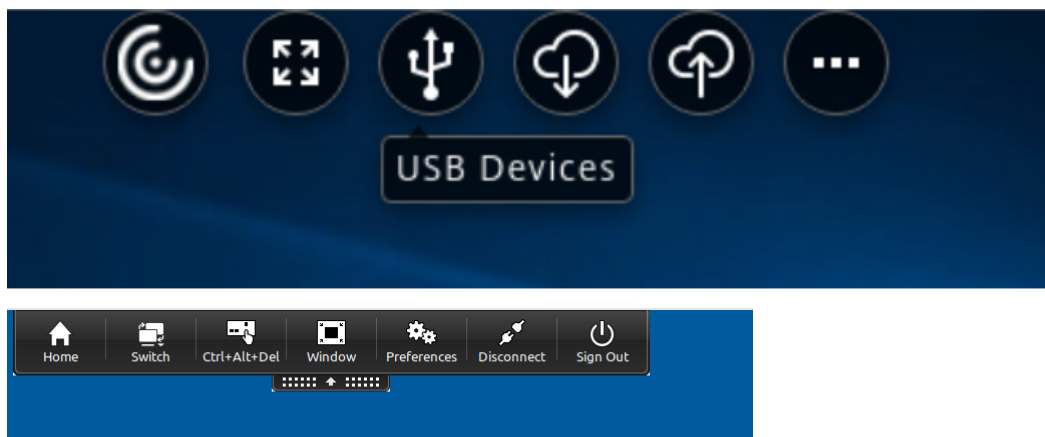 USB Devices
Home Switch Ctrl+Alt+Del Window Preferences Disconnect Sign Out